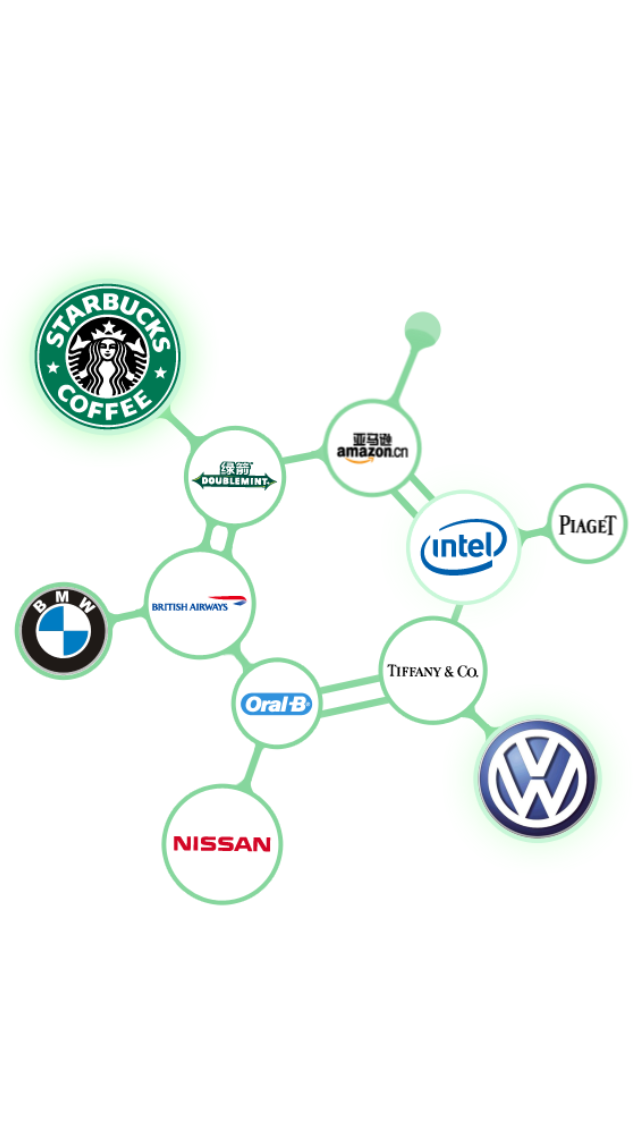 STARBUCKS
COFFEE
亚马逊
amazon.cn
绿箭
DOUBLEMINT
intel
PIAGET
BRITISH AIRWAYS
BMW
TIFFANY & CO.
Oral-B
NISSAN